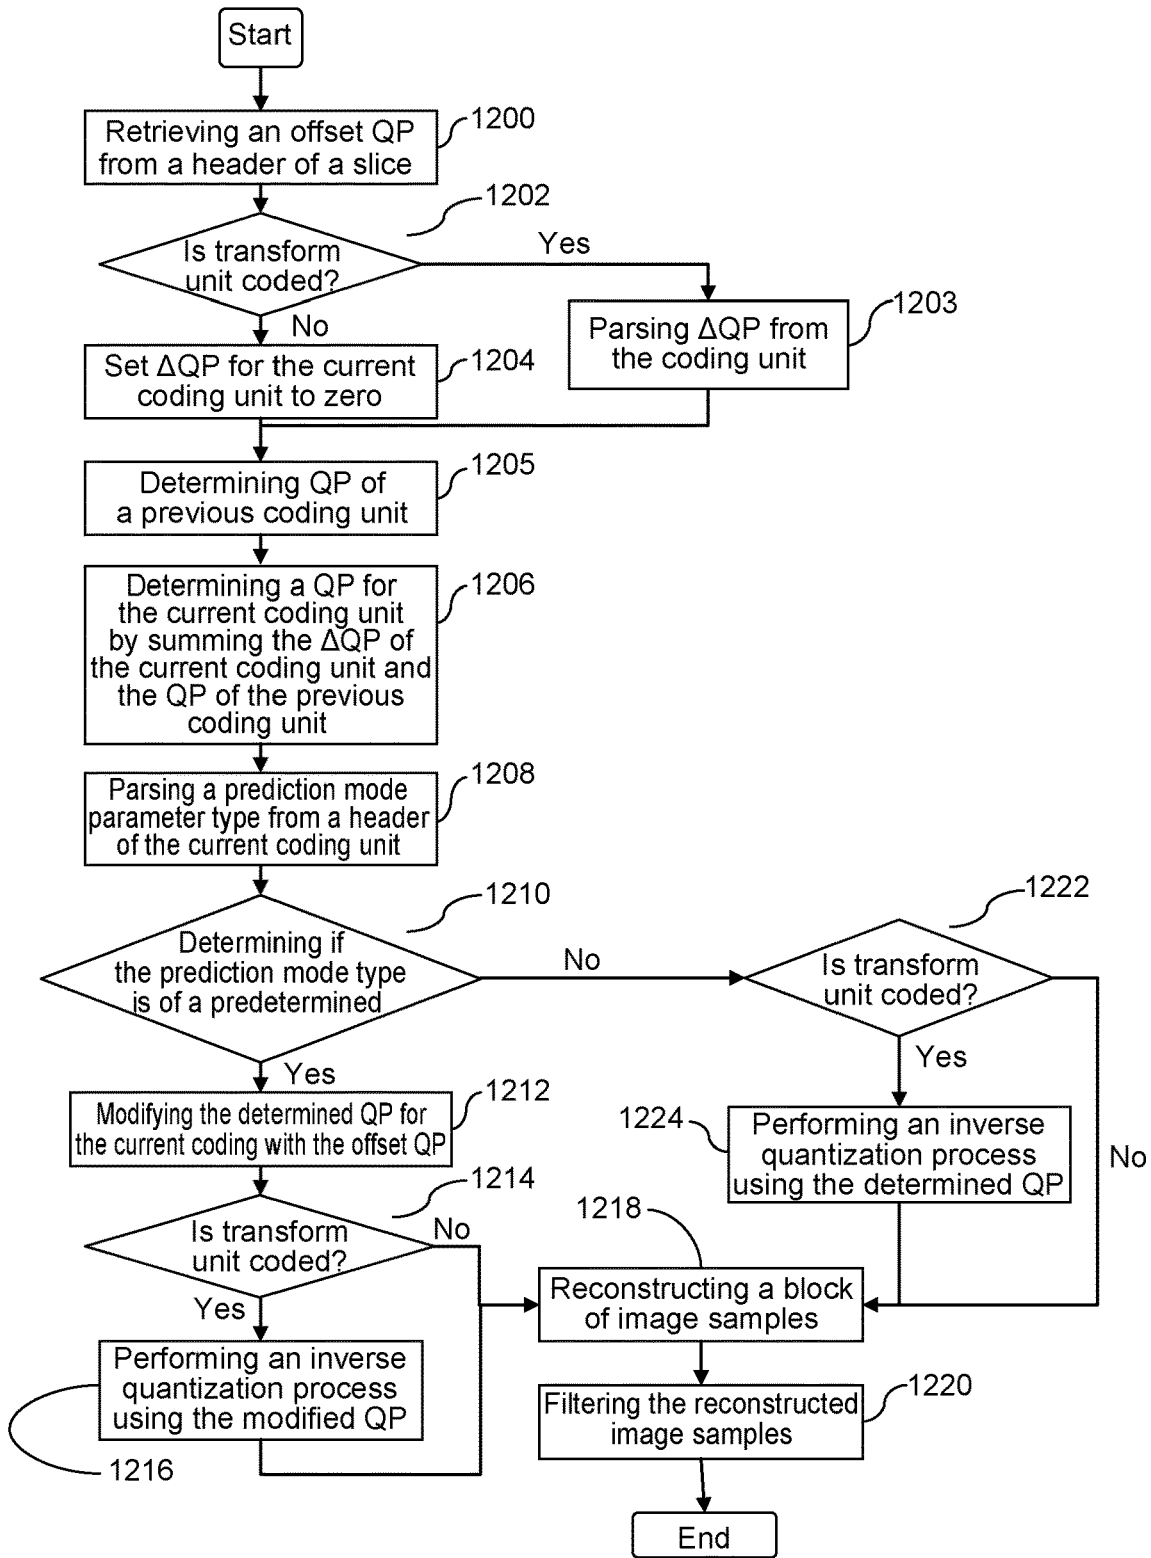 Start
Retrieving an offset QP
from a header of a slice
1200
1202
Is transform
unit coded?
Yes
No
Parsing ΔQP from
the coding unit
1203
Set ΔQP for the current
coding unit to zero
1204
Determining QP of
a previous coding unit
1205
Determining a QP for
the current coding unit
by summing the ΔQP of
the current coding unit and
the QP of the previous
coding unit
1206
Parsing a prediction mode
parameter type from a header
of the current coding unit
1208
1210
Determining if
the prediction mode type
is of a predetermined
No
Yes
1222
Is transform
unit coded?
Yes
No
1224
Performing an inverse
quantization process
using the determined QP
Modifying the determined QP for
the current coding with the offset QP
1212
1214
Is transform
unit coded?
No
Yes
Performing an inverse
quantization process
using the modified QP
1216
1218
Reconstructing a block
of image samples
Filtering the reconstructed
image samples
1220
End